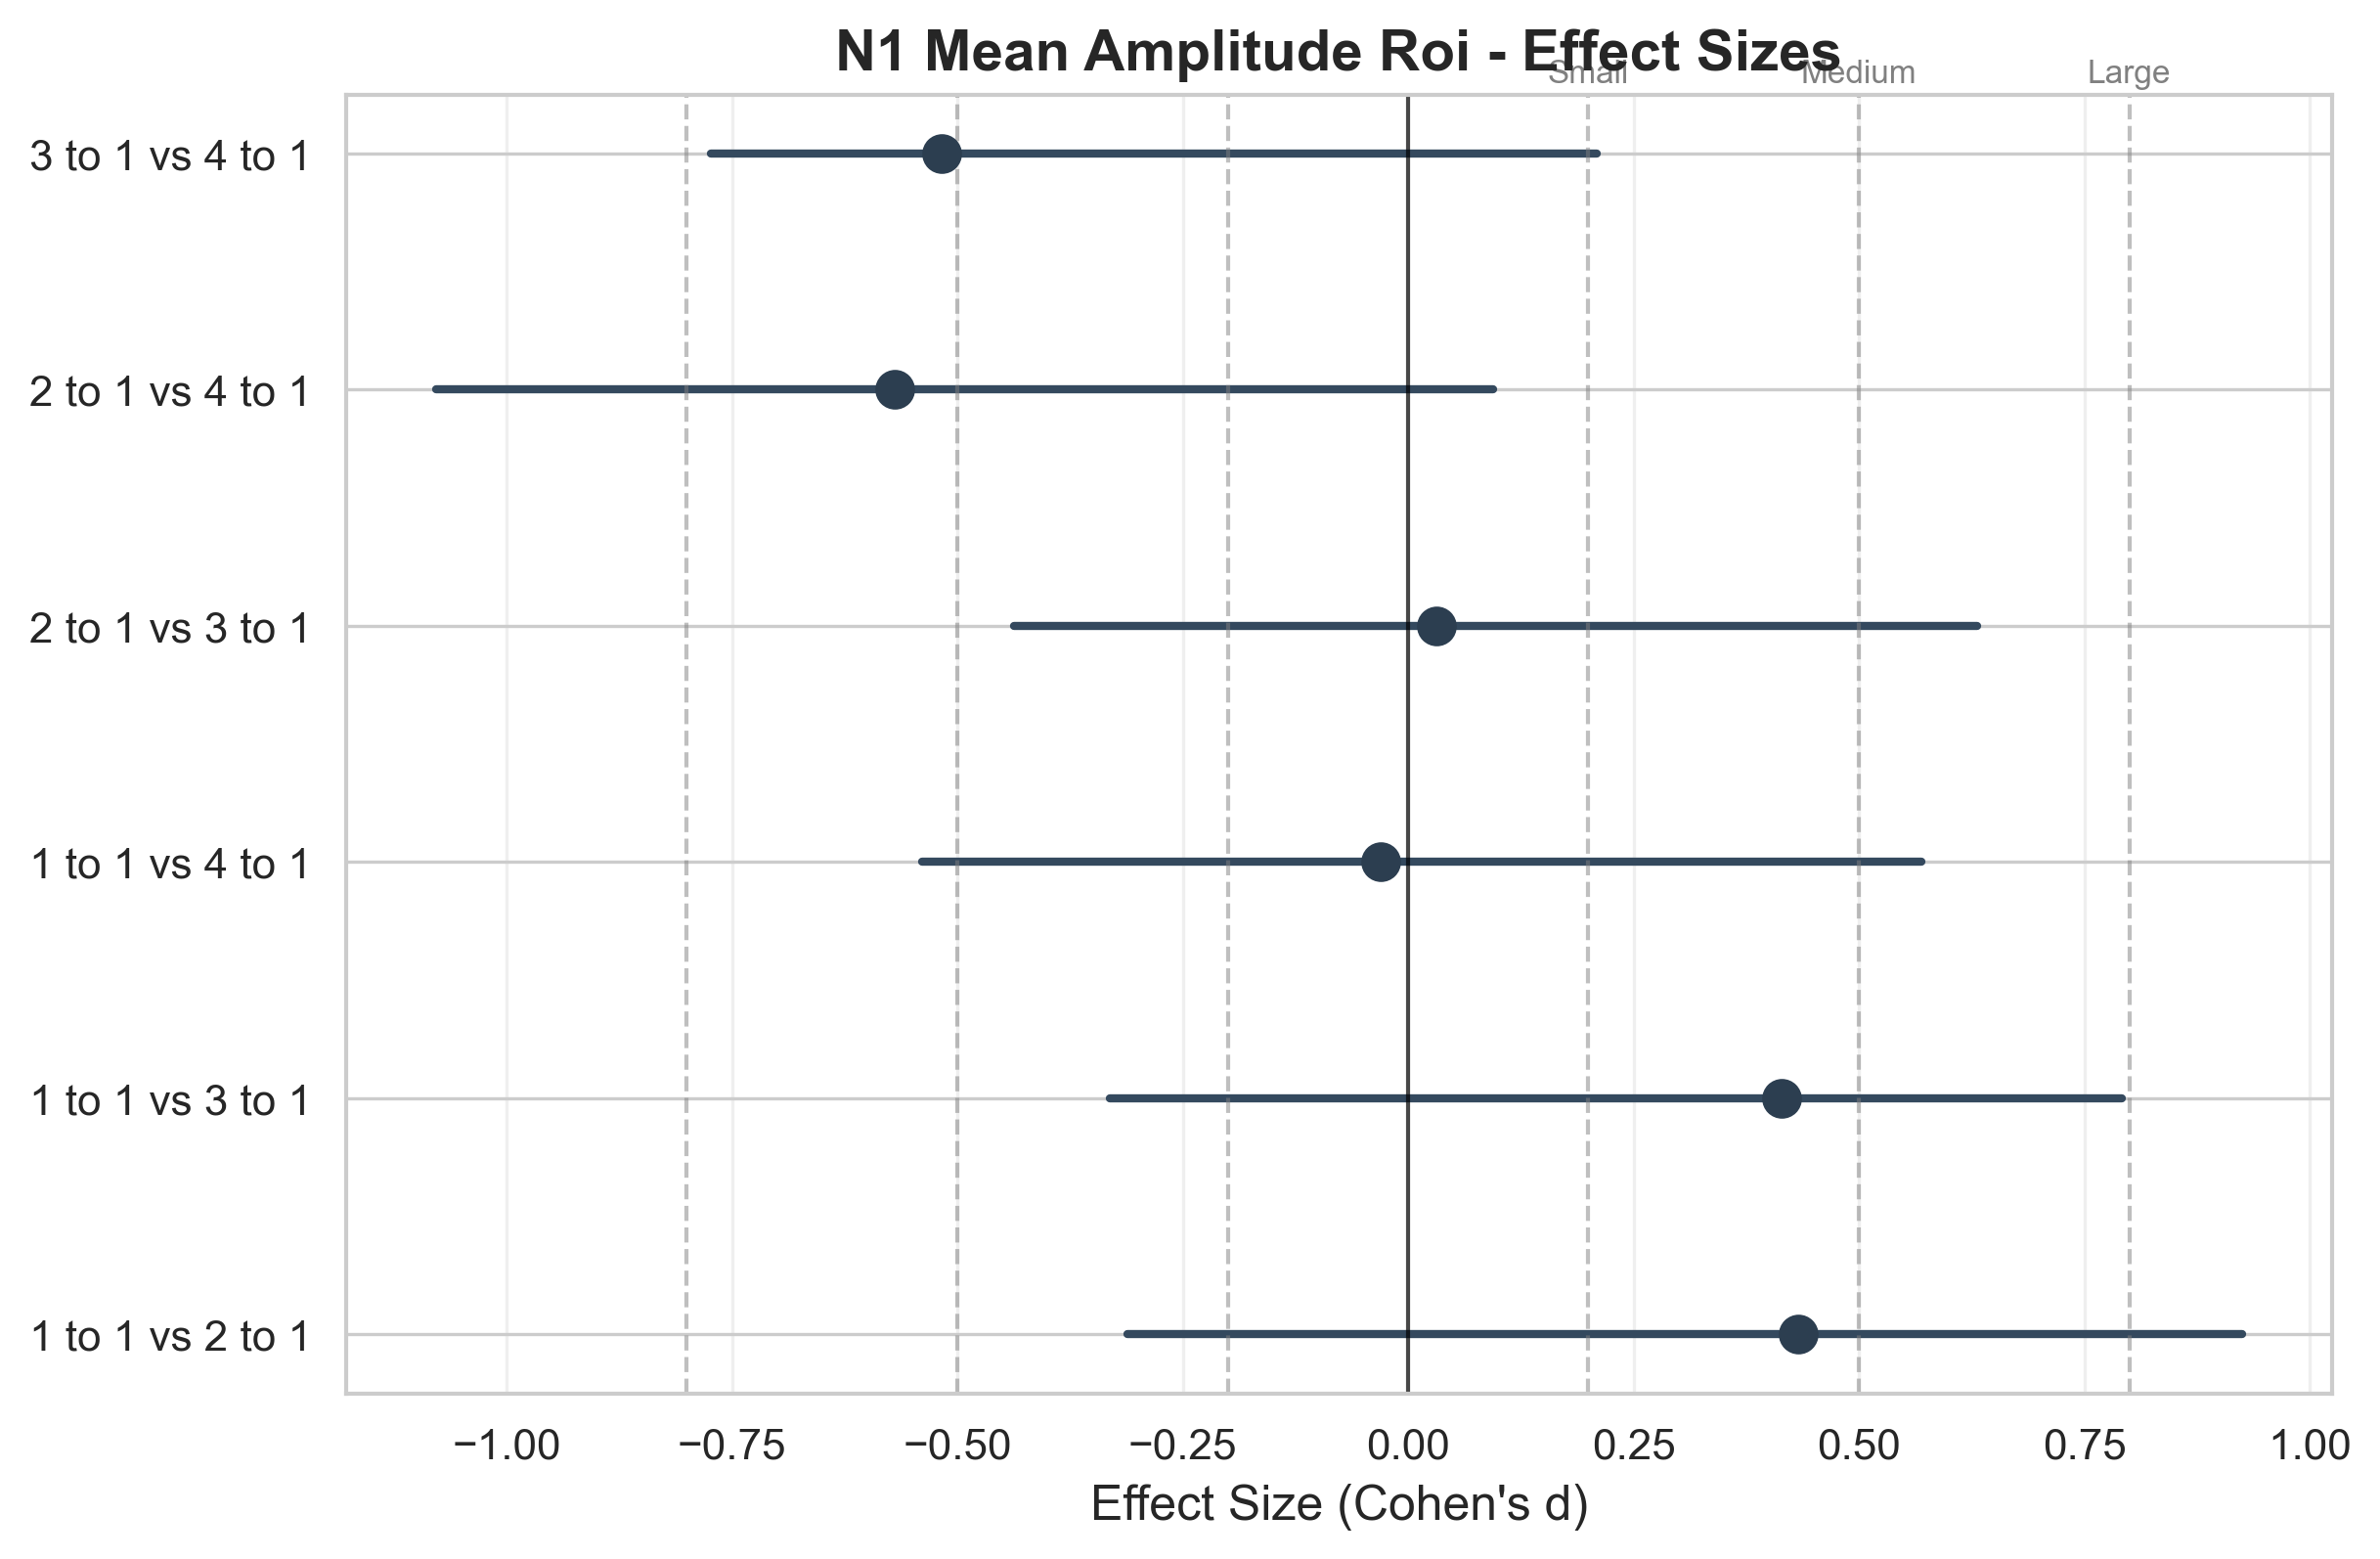 N1 Mean Amplitude Roi - Effect Sizes
Small Medium Large
3 to 1 vs 4 to 1
2 to 1 vs 4 to 1
2 to 1 vs 3 to 1
1 to 1 vs 4 to 1
1 to 1 vs 3 to 1
1 to 1 vs 2 to 1
−1.00 −0.75 −0.50 −0.25 0.00 0.25 0.50 0.75 1.00
Effect Size (Cohen's d)